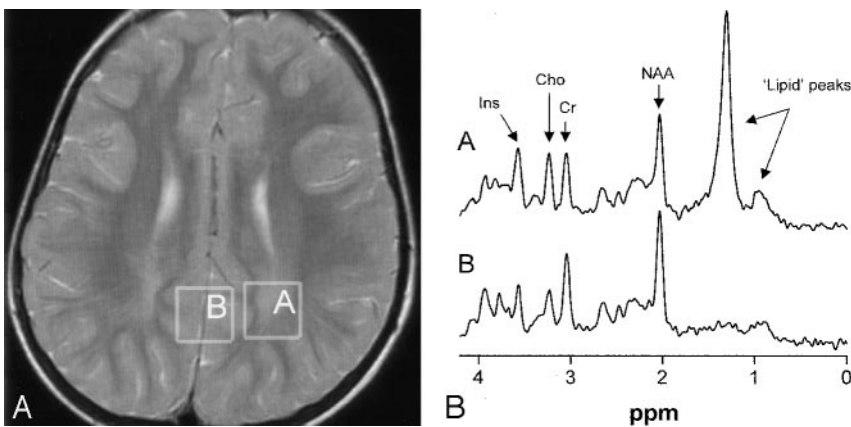 B
A
A
Ins
Cho
Cr
NAA
'Lipid' peaks
A
B
4 3 2 1 0
B
ppm